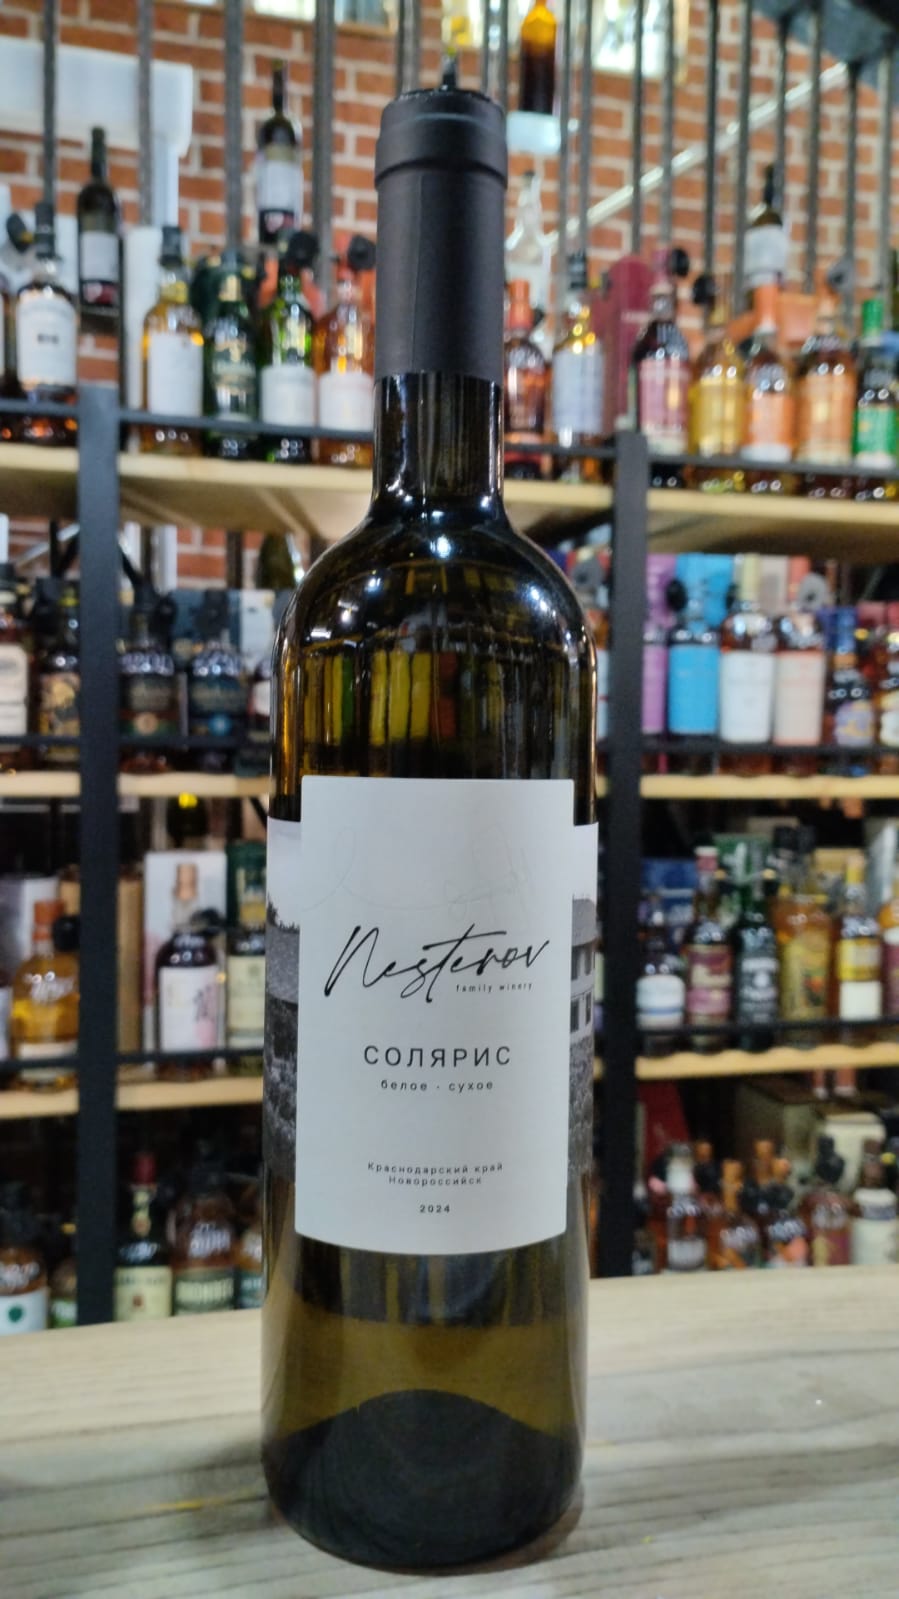 Nesterov
family winery
СОЛЯРИС
белое · сухое
Краснодарский край
Новороссийск
2024